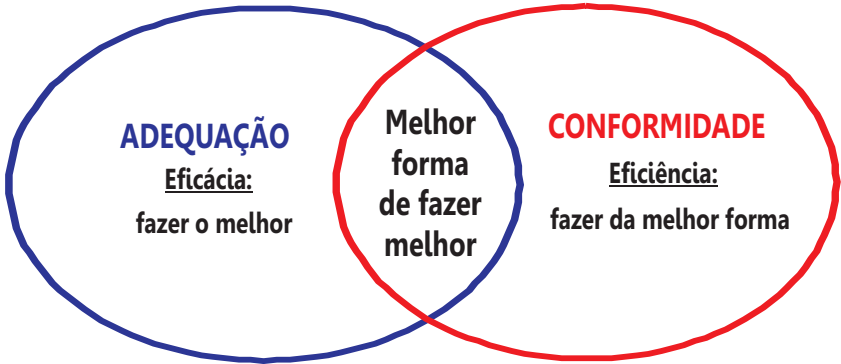 ADEQUAÇÃO
Eficácia:
fazer o melhor
Melhor
forma
de fazer
melhor
CONFORMIDADE
Eficiência:
fazer da melhor forma